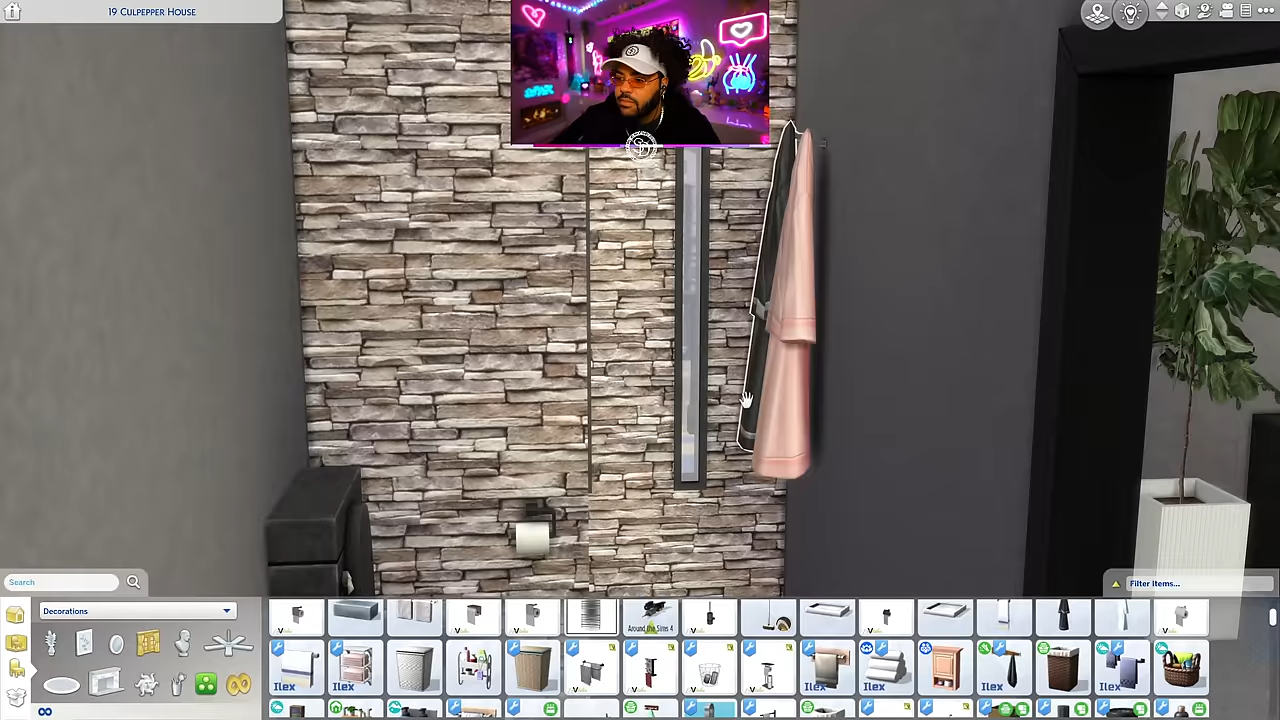 19 Culpepper House
Search
Filter Items...
Decorations
Around the Sims 4
Ilex
Ilex
Ilex
Ilex
Ilex
Ilex